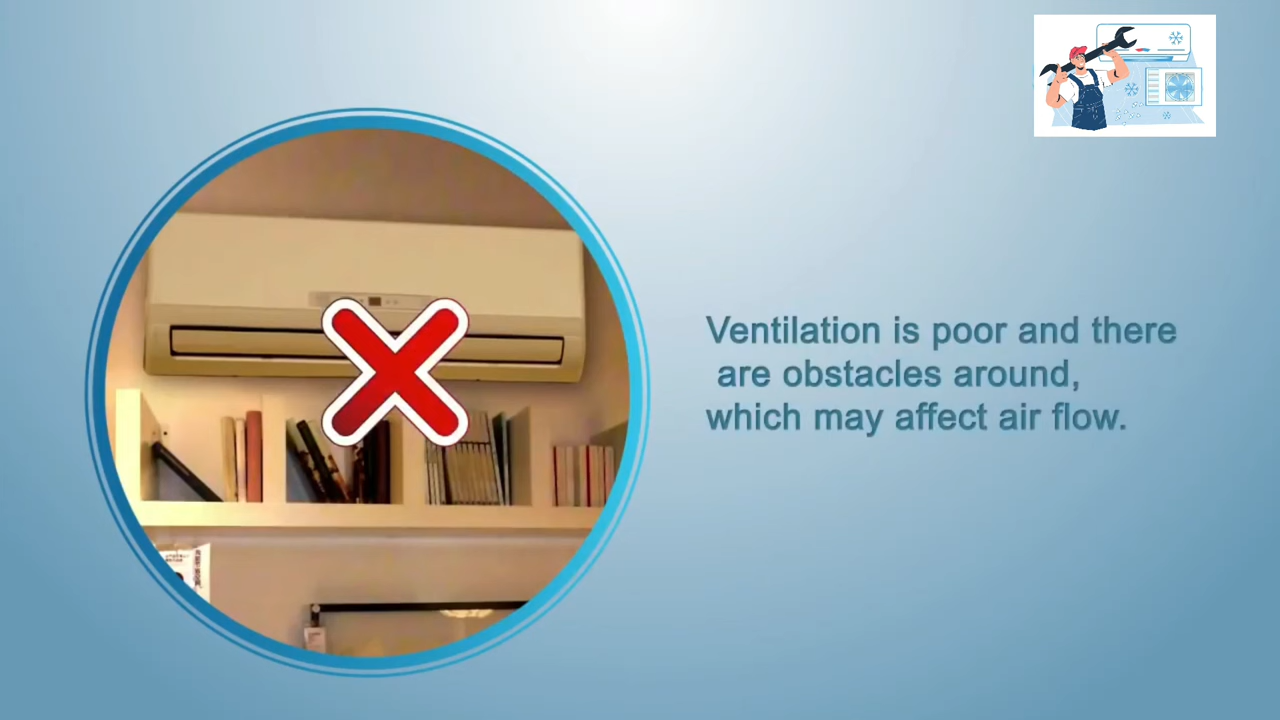 Ventilation is poor and there
are obstacles around,
which may affect air flow.